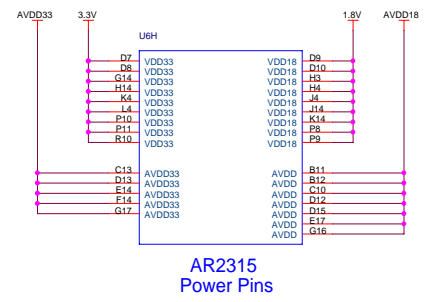 AVDD33 3.3V 1.8V AVDD18
U6H
D7 VDD33 VDD18 D9
D8 VDD33 VDD18 D10
G14 VDD33 VDD18 H3
H14 VDD33 VDD18 H4
K4 VDD33 VDD18 J4
L4 VDD33 VDD18 J14
P10 VDD33 VDD18 K14
P11 VDD33 VDD18 P8
R10 VDD33 VDD18 P9
C13 AVDD33 AVDD B11
D13 AVDD33 AVDD B12
E14 AVDD33 AVDD C10
F14 AVDD33 AVDD D12
G17 AVDD33 AVDD D15
AVDD E17
AVDD G16
AR2315
Power Pins